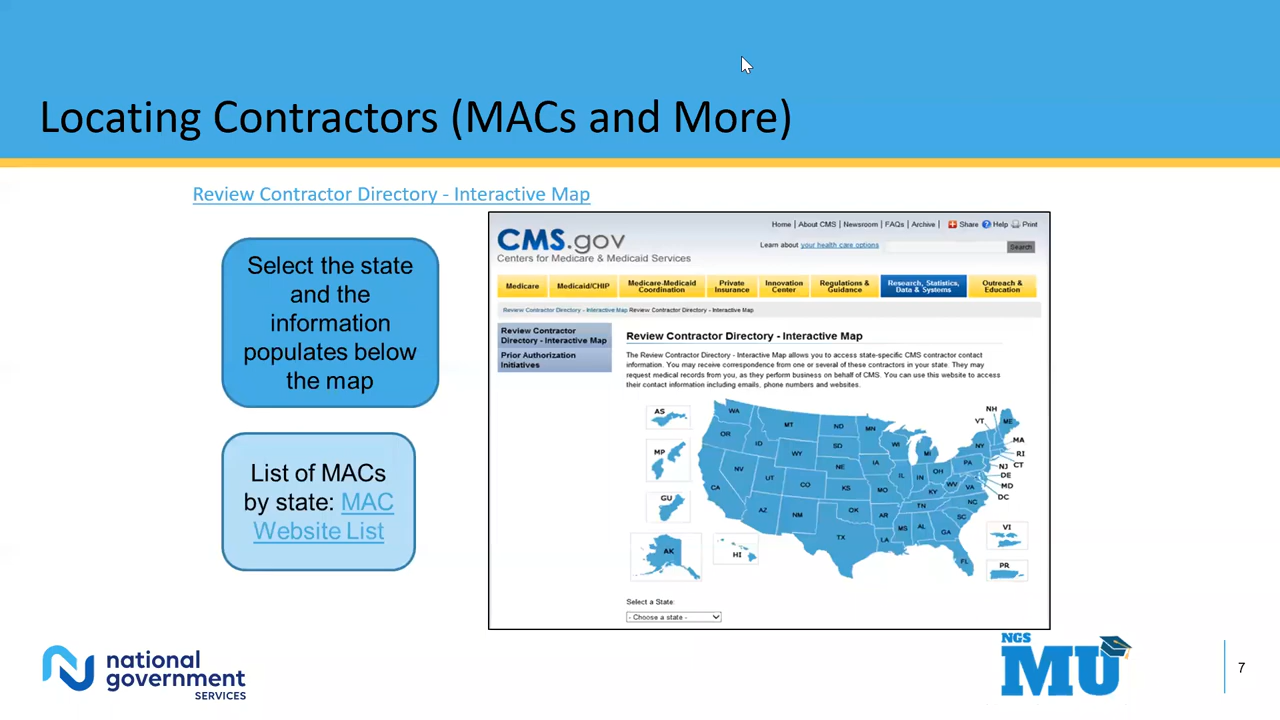 Locating Contractors (MACs and More)
Review Contractor Directory - Interactive Map
Select the state
and the
information
populates below
the map
List of MACs
by state: MAC
Website List
CMS.gov
Centers for Medicare & Medicaid Services
Home | About CMS | Newsroom | FAQs | Archive | Share Help Print
Learn about your health care options
Search
Medicare
Medicaid/CHIP
Medicare-Medicaid
Coordination
Private
Insurance
Innovation
Center
Regulations &
Guidance
Research, Statistics,
Data & Systems
Outreach &
Education
Review Contractor Directory - Interactive Map Review Contractor Directory - Interactive Map
Review Contractor
Directory - Interactive Map
Prior Authorization
Initiatives
Review Contractor Directory - Interactive Map
The Review Contractor Directory - Interactive Map allows you to access state-specific CMS contractor contact
information. You may receive correspondence from one or several of these contractors in your state. They may
request medical records from you, as they perform business on behalf of CMS. You can use this website to access
their contact information including emails, phone numbers and websites.
AS
MP
GU
AK
HI
WA
OR
CA
NV
ID
MT
WY
UT
AZ
CO
NM
ND
SD
NE
KS
OK
TX
MN
IA
MO
AR
LA
WI
IL
MI
IN
OH
KY
TN
MS
AL
GA
FL
SC
NC
VA
WV
PA
NY
VT
NH
ME
MA
RI
CT
NJ
DE
MD
DC
VI
PR
Select a State:
- Choose a state -
national
government
SERVICES
NGS
MU
7